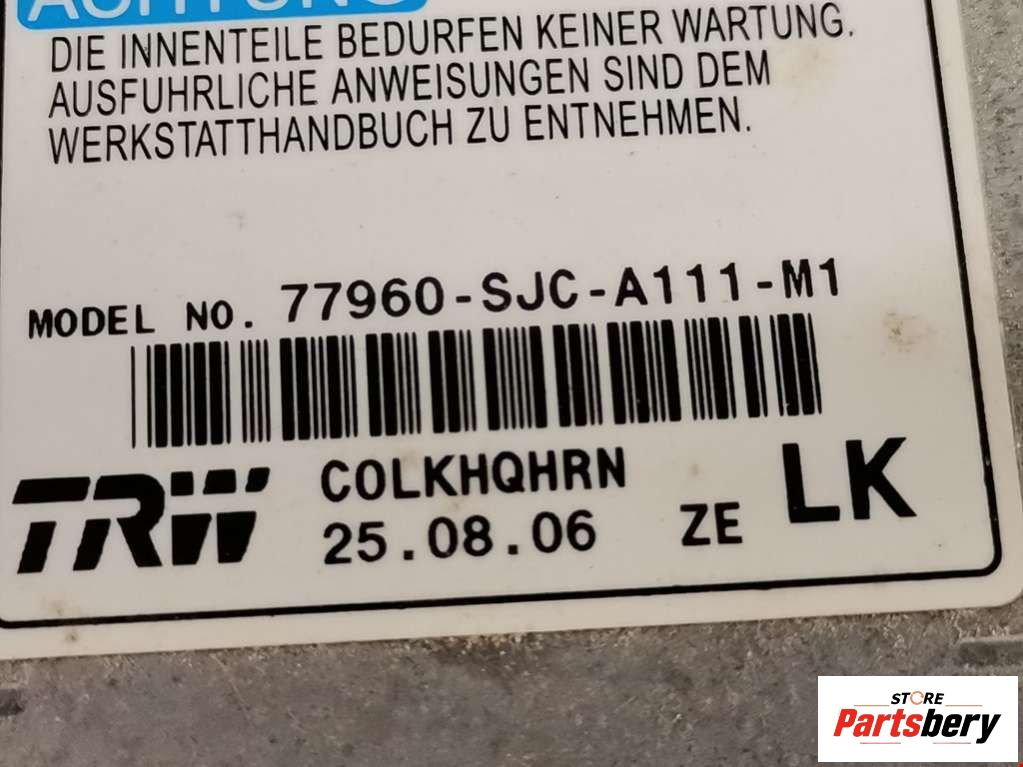 ACHTUNG
DIE INNENTEILE BEDURFEN KEINER WARTUNG.
AUSFUHRLICHE ANWEISUNGEN SIND DEM
WERKSTATTHANDBUCH ZU ENTNEHMEN.
MODEL NO. 77960-SJC-A111-M1
TRW COLKHQHRN
25.08.06 ZE LK
STORE
Partsbery